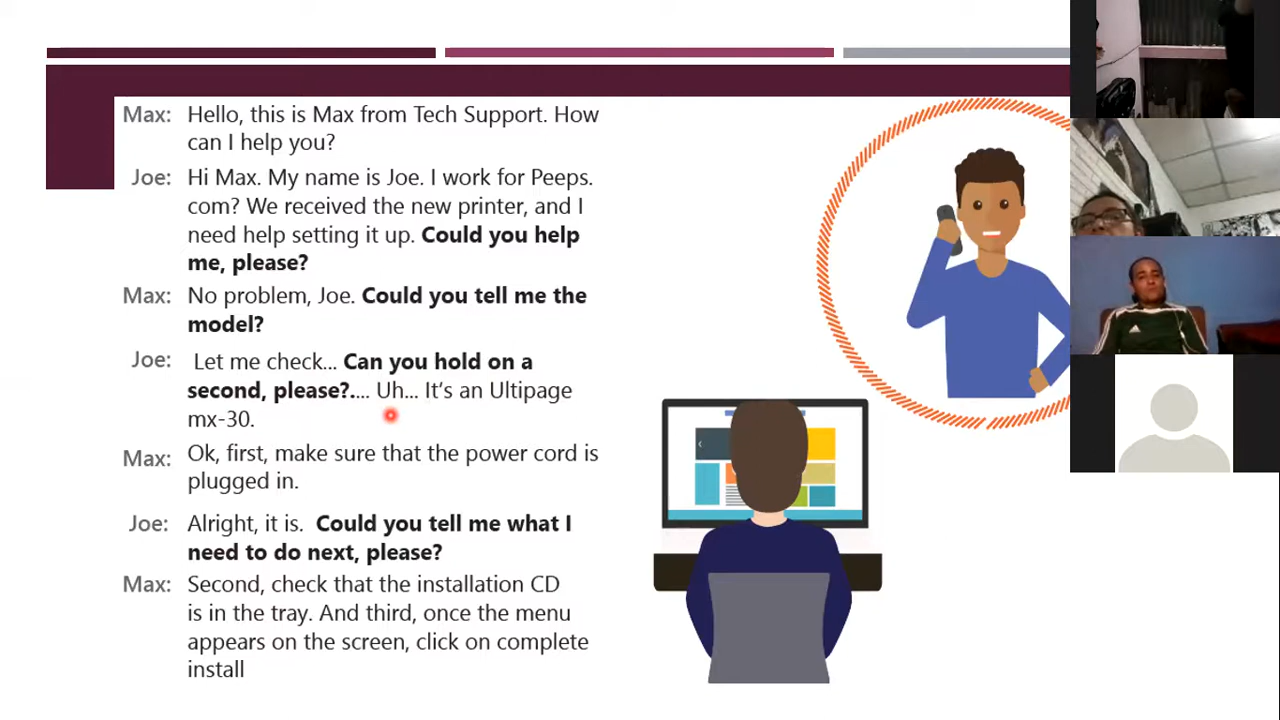 Max: Hello, this is Max from Tech Support. How
can I help you?
Joe: Hi Max. My name is Joe. I work for Peeps.
com? We received the new printer, and I
need help setting it up. Could you help
me, please?
Max: No problem, Joe. Could you tell me the
model?
Joe: Let me check... Can you hold on a
second, please?.... Uh... It’s an Ultipage
mx-30.
Max: Ok, first, make sure that the power cord is
plugged in.
Joe: Alright, it is. Could you tell me what I
need to do next, please?
Max: Second, check that the installation CD
is in the tray. And third, once the menu
appears on the screen, click on complete
install